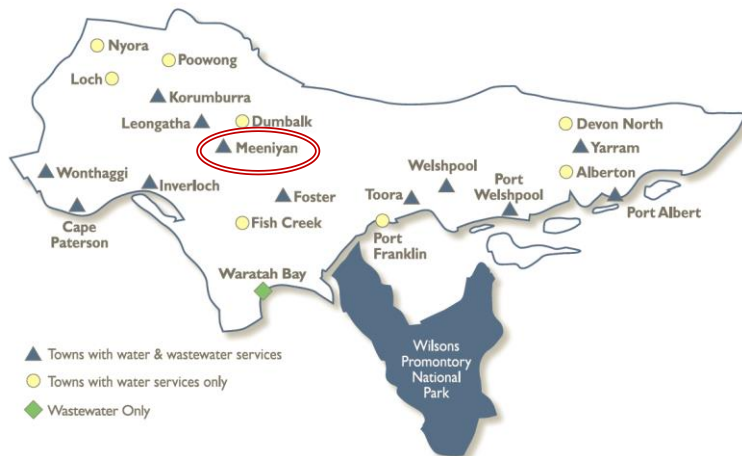 Nyora
Poowong
Loch
Korumburra
Leongatha
Dumbalk
Meeniyan
Devon North
Yarram
Alberton
Wonthaggi
Inverloch
Cape
Paterson
Foster
Fish Creek
Toora
Welshpool
Port
Welshpool
Port Albert
Port
Franklin
Waratah Bay
Wilsons
Promontory
National
Park
Towns with water & wastewater services
Towns with water services only
Wastewater Only